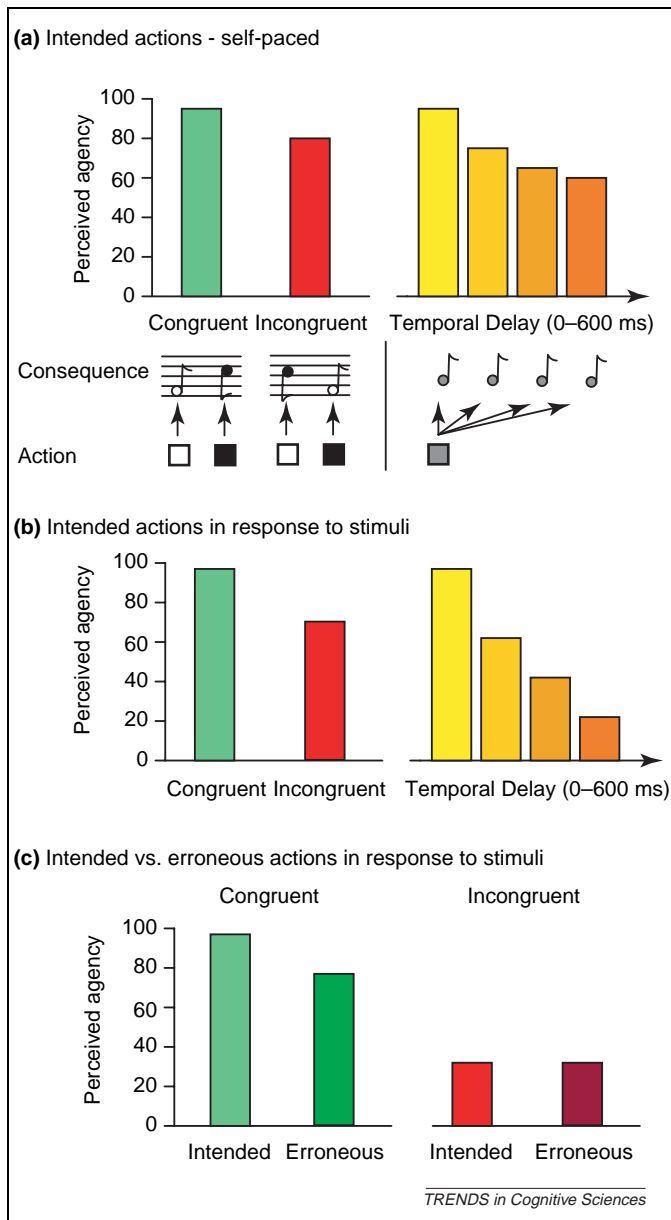 (a) Intended actions - self-paced
Perceived agency
100
80
60
40
20
0
Congruent Incongruent
Temporal Delay (0–600 ms)
Consequence
Action
(b) Intended actions in response to stimuli
Perceived agency
100
80
60
40
20
0
Congruent Incongruent
Temporal Delay (0–600 ms)
(c) Intended vs. erroneous actions in response to stimuli
Congruent
Incongruent
Perceived agency
100
80
60
40
20
0
Intended Erroneous
Intended Erroneous
TRENDS in Cognitive Sciences